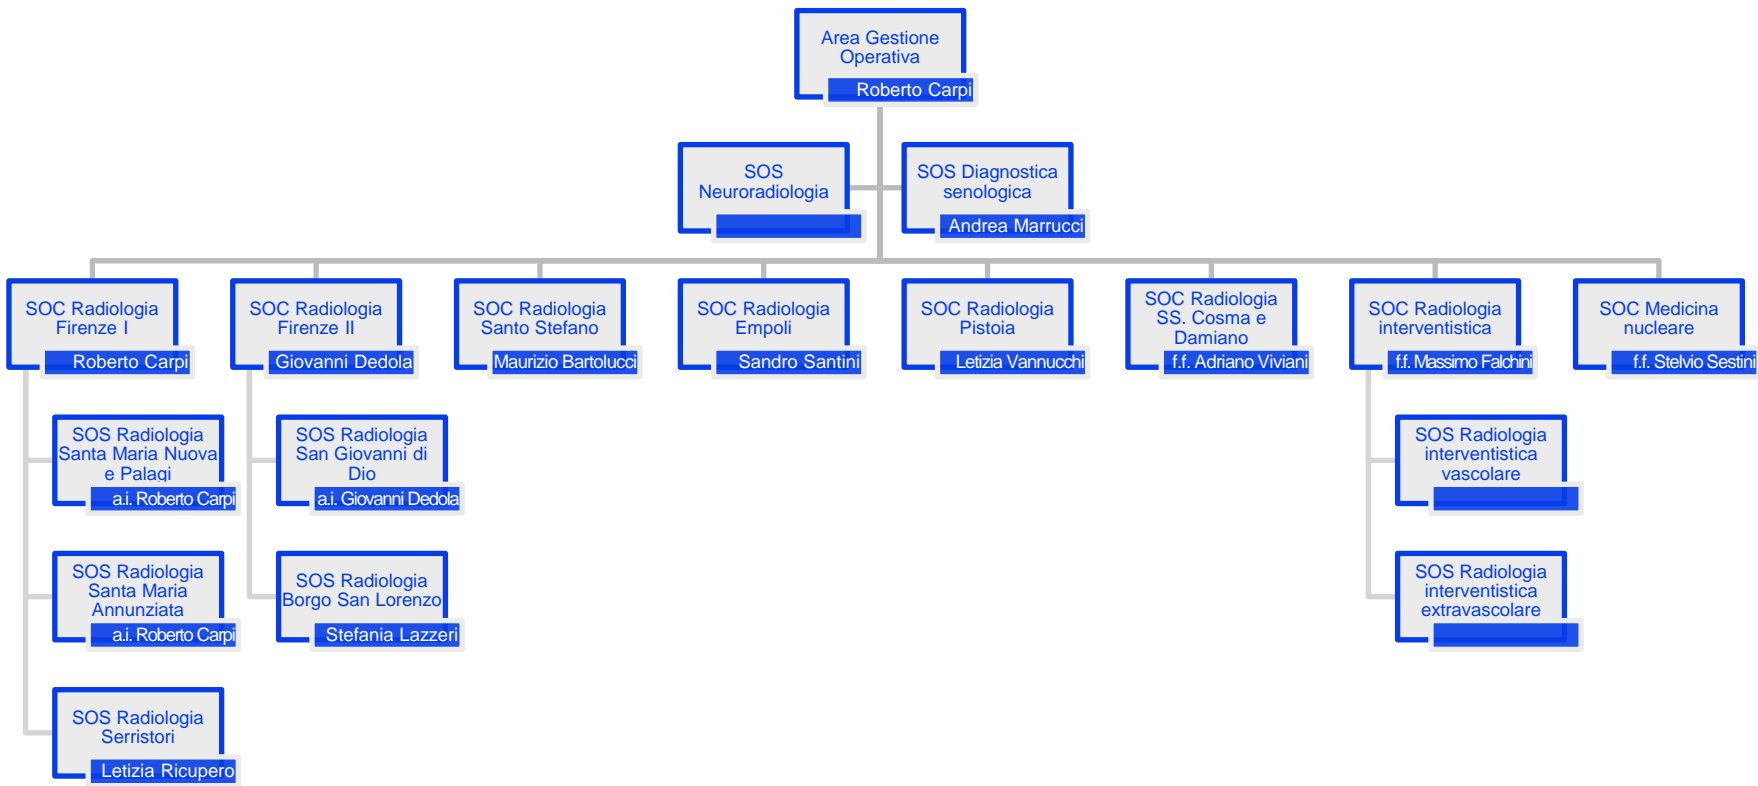 Area Gestione
Operativa
Roberto Carpi
SOS
Neuroradiologia
SOS Diagnostica
senologica
Andrea Marrucci
SOC Radiologia
Firenze I
Roberto Carpi
SOC Radiologia
Firenze II
Giovanni Dedola
SOC Radiologia
Santo Stefano
Maurizio Bartolucci
SOC Radiologia
Empoli
Sandro Santini
SOC Radiologia
Pistoia
Letizia Vannucchi
SOC Radiologia
SS. Cosma e
Damiano
f.f. Adriano Viviani
SOC Radiologia
interventistica
f.f. Massimo Falchini
SOC Medicina
nucleare
f.f. Stelvio Sestini
SOS Radiologia
Santa Maria Nuova
e Palagi
a.i. Roberto Carpi
SOS Radiologia
Santa Maria
Annunziata
a.i. Roberto Carpi
SOS Radiologia
Serristori
Letizia Ricupero
SOS Radiologia
San Giovanni di
Dio
a.i. Giovanni Dedola
SOS Radiologia
Borgo San Lorenzo
Stefania Lazzeri
SOS Radiologia
interventistica
vascolare
SOS Radiologia
interventistica
extravascolare